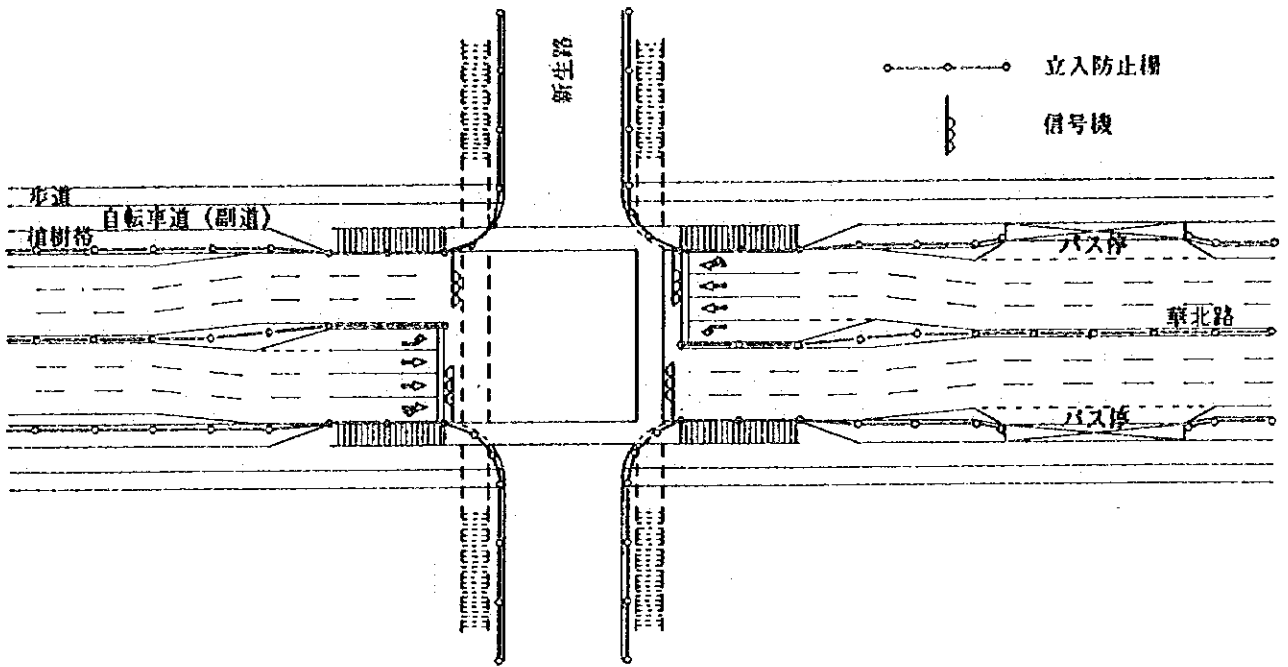 新生路
立入防止柵
信号機
歩道
自転車道（副道）
植樹帯
バス停
華北路
バス停